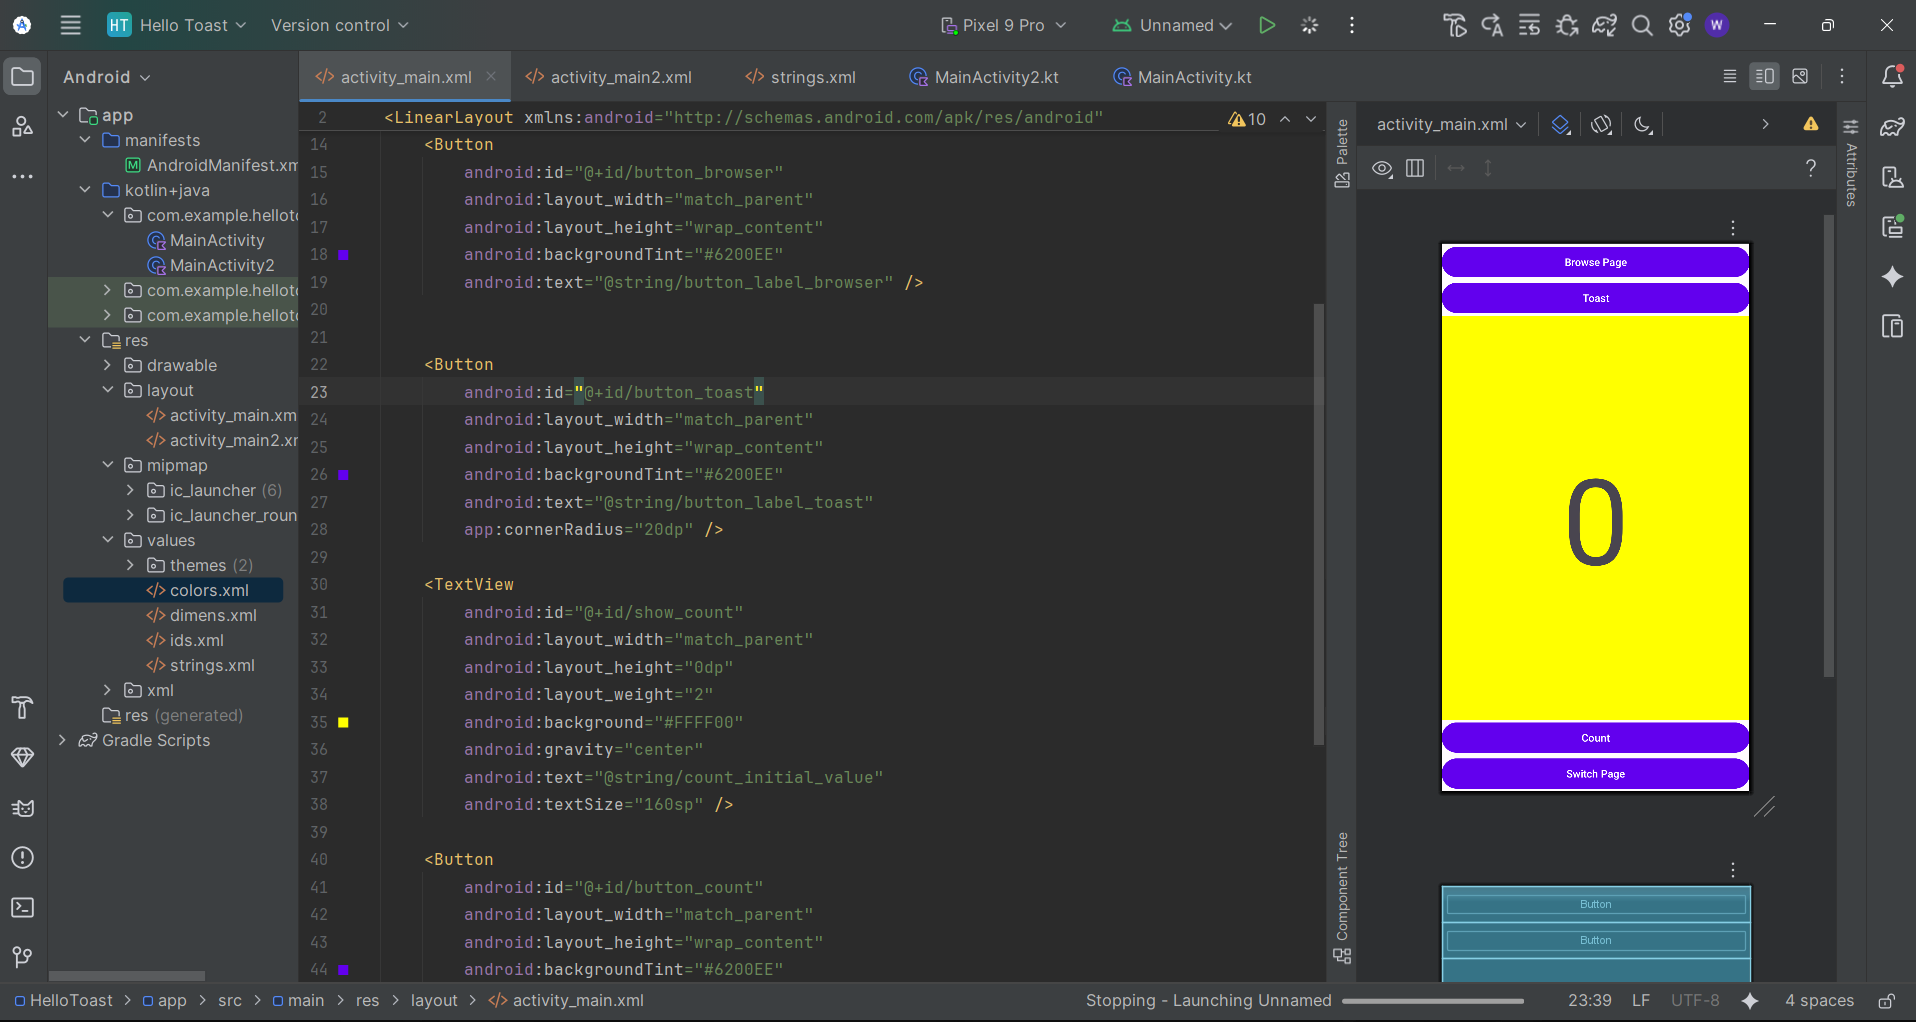 HT Hello Toast
Version control
Pixel 9 Pro
Unnamed
W
Android
activity_main.xml
activity_main2.xml
strings.xml
MainActivity2.kt
MainActivity.kt
app
manifests
AndroidManifest.xm
kotlin+java
com.example.helloto
MainActivity
MainActivity2
com.example.helloto
com.example.helloto
res
drawable
layout
activity_main.xm
activity_main2.xr
mipmap
ic_launcher (6)
ic_launcher_roun
values
themes (2)
colors.xml
dimens.xml
ids.xml
strings.xml
xml
res (generated)
Gradle Scripts
2 <LinearLayout xmlns:android="http://schemas.android.com/apk/res/android"
10
14 <Button
15 android:id="@+id/button_browser"
16 android:layout_width="match_parent"
17 android:layout_height="wrap_content"
18 android:backgroundTint="#6200EE"
19 android:text="@string/button_label_browser" />
20
21
22 <Button
23 android:id="@+id/button_toast"
24 android:layout_width="match_parent"
25 android:layout_height="wrap_content"
26 android:backgroundTint="#6200EE"
27 android:text="@string/button_label_toast"
28 app:cornerRadius="20dp" />
29
30 <TextView
31 android:id="@+id/show_count"
32 android:layout_width="match_parent"
33 android:layout_height="0dp"
34 android:layout_weight="2"
35 android:background="#FFFF00"
36 android:gravity="center"
37 android:text="@string/count_initial_value"
38 android:textSize="160sp" />
39
40 <Button
41 android:id="@+id/button_count"
42 android:layout_width="match_parent"
43 android:layout_height="wrap_content"
44 android:backgroundTint="#6200EE"
Palette
Component Tree
activity_main.xml
?
Attributes
Browse Page
Toast
0
Count
Switch Page
Button
Button
HelloToast > app > src > main > res > layout > activity_main.xml
Stopping - Launching Unnamed
23:39
LF
UTF-8
4 spaces